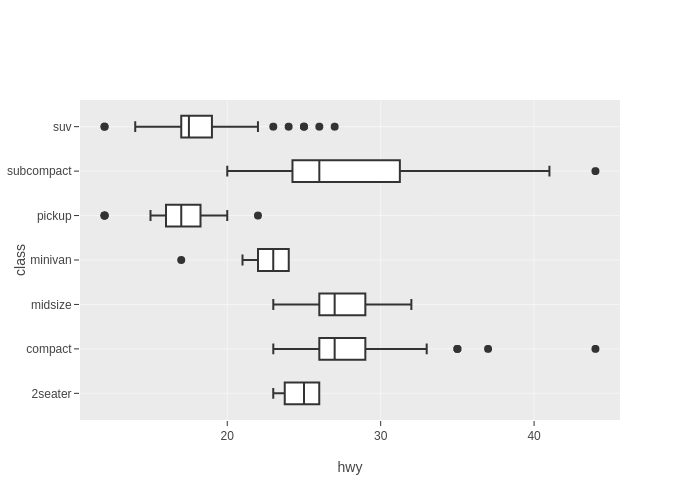 suv
subcompact
pickup
minivan
midsize
compact
2seater
class
20 30 40
hwy